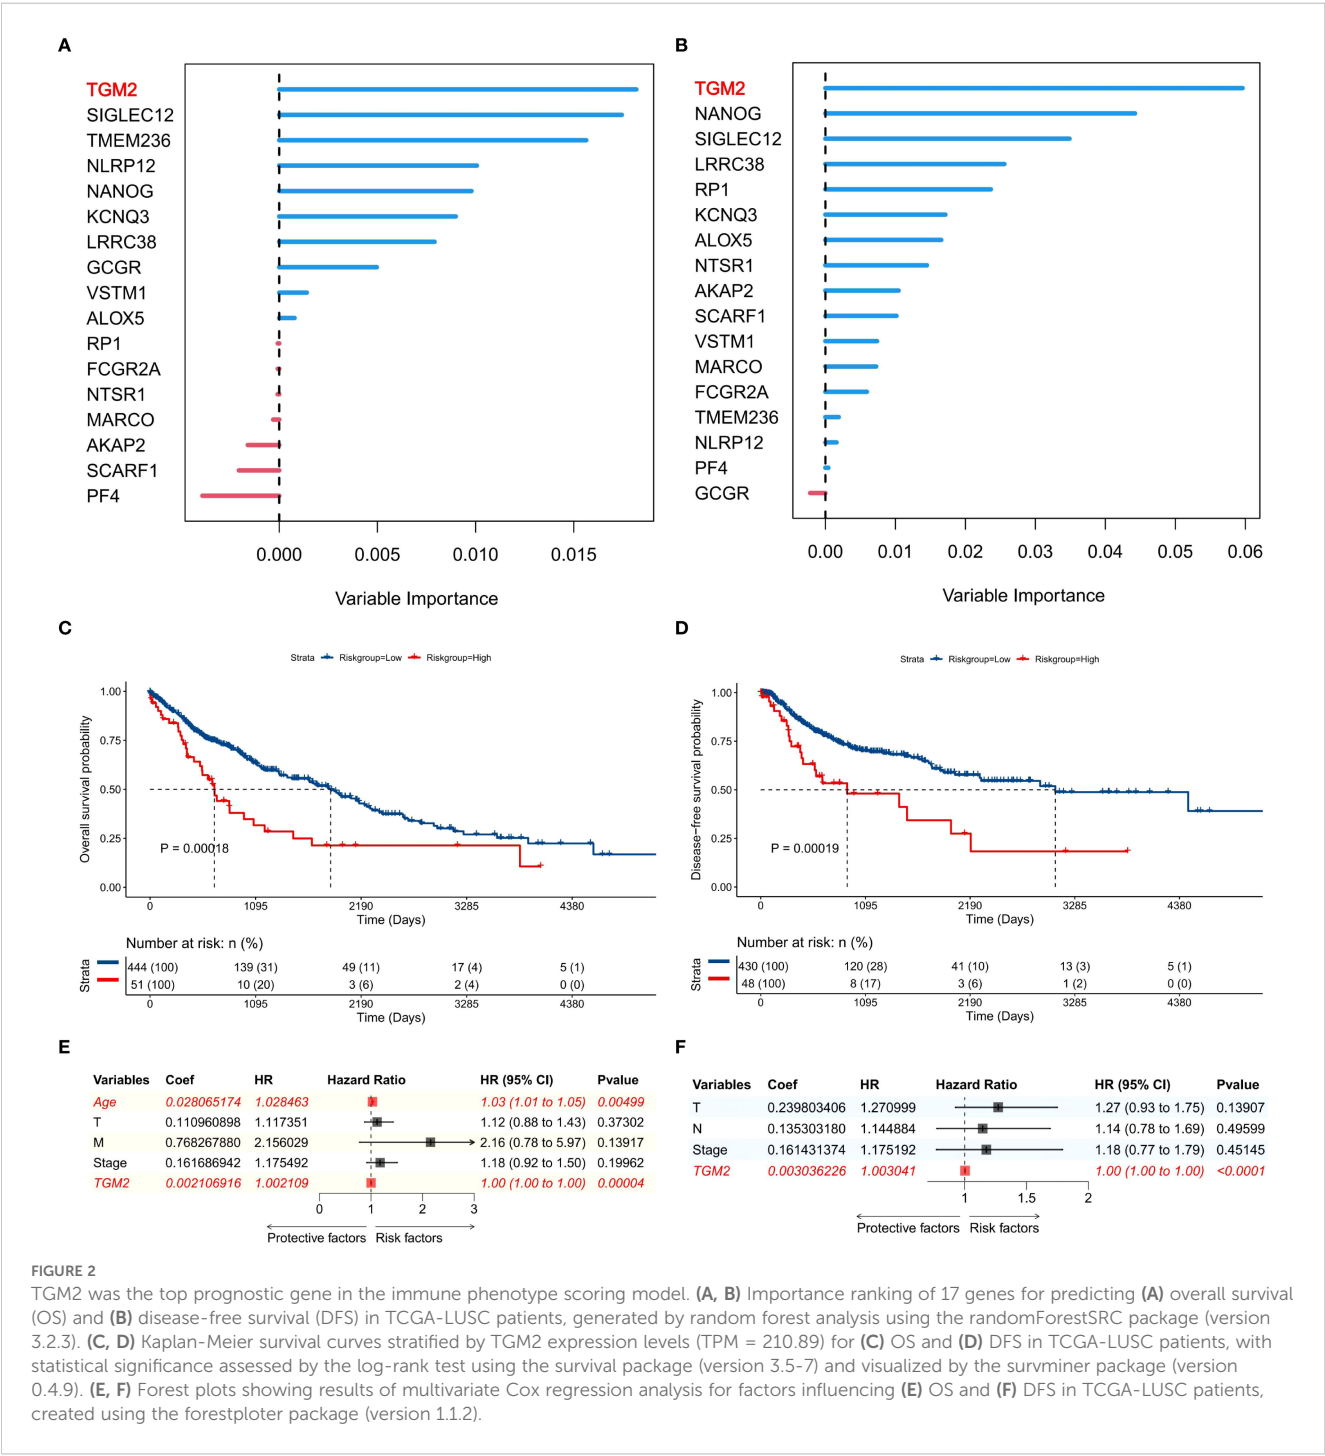 A
TGM2
SIGLEC12
TMEM236
NLRP12
NANOG
KCNQ3
LRRC38
GCGR
VSTM1
ALOX5
RP1
FCGR2A
NTSR1
MARCO
AKAP2
SCARF1
PF4
0.000 0.005 0.010 0.015
Variable Importance
B
TGM2
NANOG
SIGLEC12
LRRC38
RP1
KCNQ3
ALOX5
NTSR1
AKAP2
SCARF1
VSTM1
MARCO
FCGR2A
TMEM236
NLRP12
PF4
GCGR
0.00 0.01 0.02 0.03 0.04 0.05 0.06
Variable Importance
C
Strata Riskgroup=Low Riskgroup=High
Overall survival probability
1.00
0.75
0.50
0.25
0.00
P = 0.00018
0 1095 2190 3285 4380
Time (Days)
Number at risk: n (%)
Strata
444 (100) 139 (31) 49 (11) 17 (4) 5 (1)
51 (100) 10 (20) 3 (6) 2 (4) 0 (0)
0 1095 2190 3285 4380
Time (Days)
D
Strata Riskgroup=Low Riskgroup=High
Disease-free survival probability
1.00
0.75
0.50
0.25
0.00
P = 0.00019
0 1095 2190 3285 4380
Time (Days)
Number at risk: n (%)
Strata
430 (100) 120 (28) 41 (10) 13 (3) 5 (1)
48 (100) 8 (17) 3 (6) 1 (2) 0 (0)
0 1095 2190 3285 4380
Time (Days)
E
Variables Coef HR Hazard Ratio HR (95% CI) Pvalue
Age 0.028065174 1.028463 1.03 (1.01 to 1.05) 0.00499
T 0.110960898 1.117351 1.12 (0.88 to 1.43) 0.37302
M 0.768267880 2.156029 2.16 (0.78 to 5.97) 0.13917
Stage 0.161686942 1.175492 1.18 (0.92 to 1.50) 0.19962
TGM2 0.002106916 1.002109 1.00 (1.00 to 1.00) 0.00004
0 1 2 3
Protective factors Risk factors
F
Variables Coef HR Hazard Ratio HR (95% CI) Pvalue
T 0.239803406 1.270999 1.27 (0.93 to 1.75) 0.13907
N 0.135303180 1.144884 1.14 (0.78 to 1.69) 0.49599
Stage 0.161431374 1.175192 1.18 (0.77 to 1.79) 0.45145
TGM2 0.003036226 1.003041 1.00 (1.00 to 1.00) <0.0001
1 1.5 2
Protective factors Risk factors
FIGURE 2
TGM2 was the top prognostic gene in the immune phenotype scoring model. (A, B) Importance ranking of 17 genes for predicting (A) overall survival
(OS) and (B) disease-free survival (DFS) in TCGA-LUSC patients, generated by random forest analysis using the randomForestSRC package (version
3.2.3). (C, D) Kaplan-Meier survival curves stratified by TGM2 expression levels (TPM = 210.89) for (C) OS and (D) DFS in TCGA-LUSC patients, with
statistical significance assessed by the log-rank test using the survival package (version 3.5-7) and visualized by the survminer package (version
0.4.9). (E, F) Forest plots showing results of multivariate Cox regression analysis for factors influencing (E) OS and (F) DFS in TCGA-LUSC patients,
created using the forestploter package (version 1.1.2).